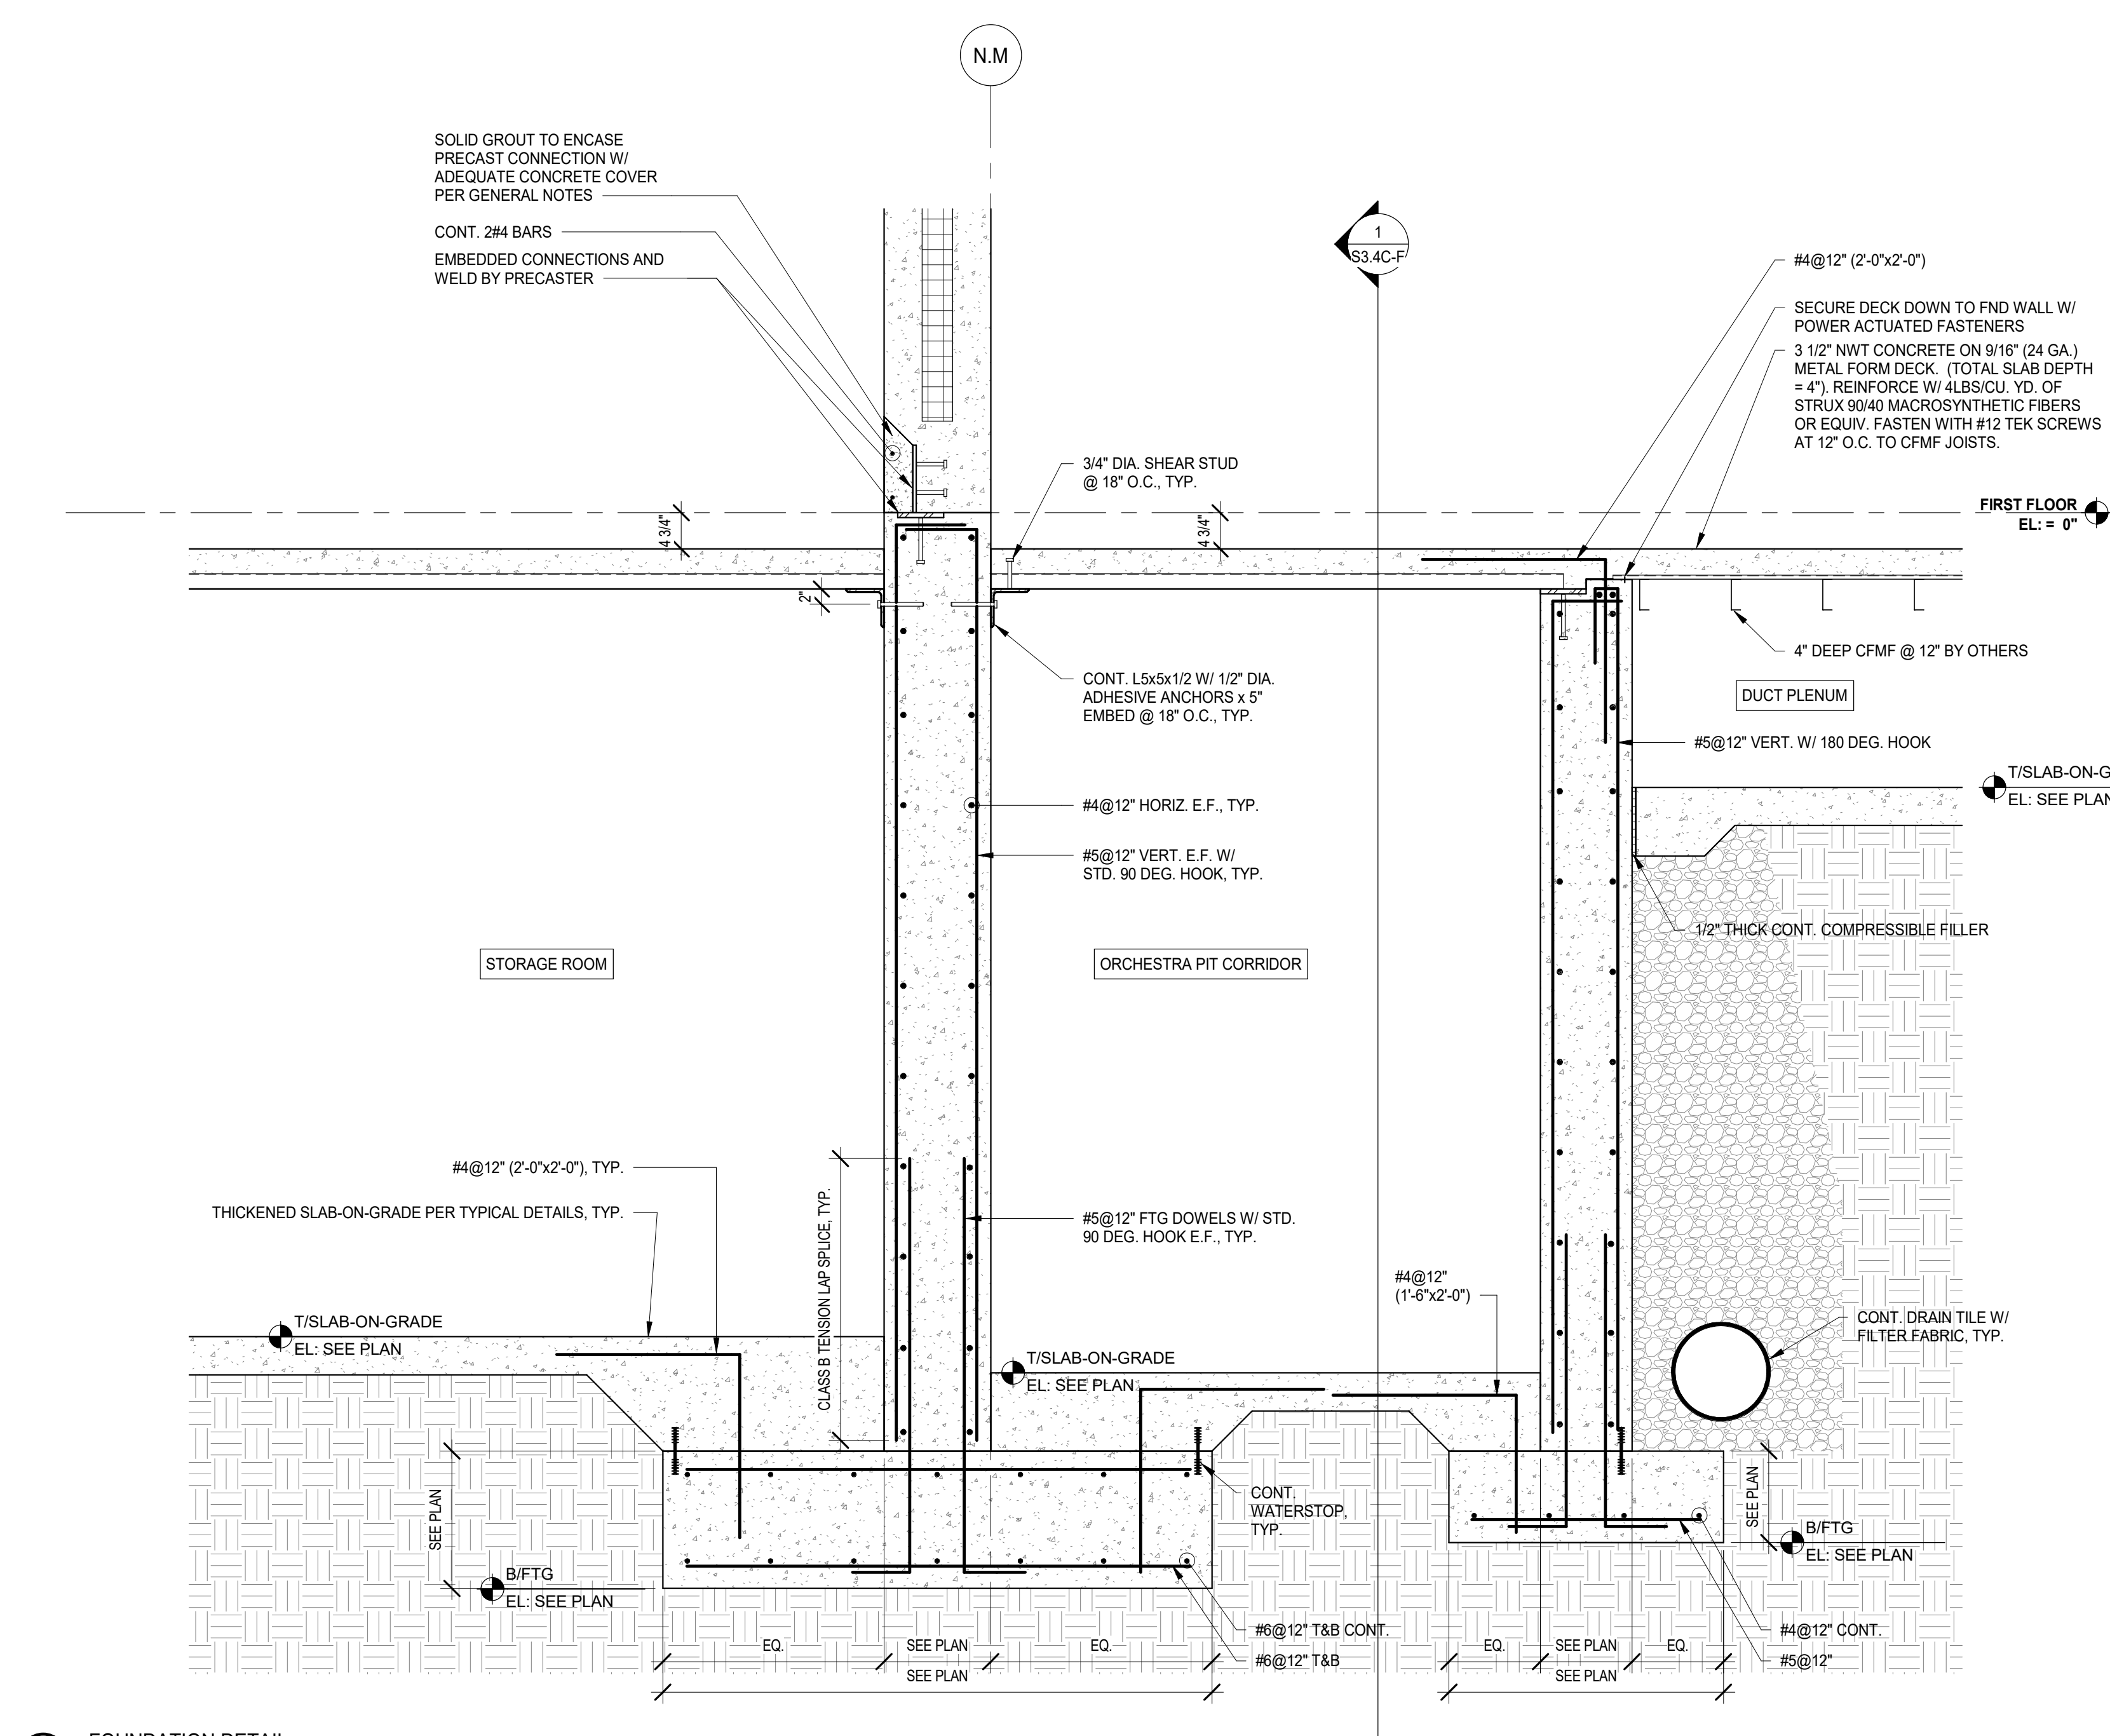 N.M
SOLID GROUT TO ENCASE
PRECAST CONNECTION W/
ADEQUATE CONCRETE COVER
PER GENERAL NOTES
CONT. 2#4 BARS
EMBEDDED CONNECTIONS AND
WELD BY PRECASTER
1
S3.4C-F
#4@12" (2'-0"x2'-0")
SECURE DECK DOWN TO FND WALL W/
POWER ACTUATED FASTENERS
3 1/2" NWT CONCRETE ON 9/16" (24 GA.)
METAL FORM DECK. (TOTAL SLAB DEPTH
= 4"). REINFORCE W/ 4LBS/CU. YD. OF
STRUX 90/40 MACROSYNTHETIC FIBERS
OR EQUIV. FASTEN WITH #12 TEK SCREWS
AT 12" O.C. TO CFMF JOISTS.
3/4" DIA. SHEAR STUD
@ 18" O.C., TYP.
FIRST FLOOR
EL: = 0"
4 3/4"
4 3/4"
2"
4" DEEP CFMF @ 12" BY OTHERS
CONT. L5x5x1/2 W/ 1/2" DIA.
ADHESIVE ANCHORS x 5"
EMBED @ 18" O.C., TYP.
DUCT PLENUM
#5@12" VERT. W/ 180 DEG. HOOK
T/SLAB-ON-G
EL: SEE PLAN
#4@12" HORIZ. E.F., TYP.
#5@12" VERT. E.F. W/
STD. 90 DEG. HOOK, TYP.
1/2" THICK CONT. COMPRESSIBLE FILLER
STORAGE ROOM
ORCHESTRA PIT CORRIDOR
#4@12" (2'-0"x2'-0"), TYP.
THICKENED SLAB-ON-GRADE PER TYPICAL DETAILS, TYP.
CLASS B TENSION LAP SPLICE, TYP.
#5@12" FTG DOWELS W/ STD.
90 DEG. HOOK E.F., TYP.
#4@12"
(1'-6"x2'-0")
CONT. DRAIN TILE W/
FILTER FABRIC, TYP.
T/SLAB-ON-GRADE
EL: SEE PLAN
T/SLAB-ON-GRADE
EL: SEE PLAN
SEE PLAN
CONT.
WATERSTOP,
TYP.
SEE PLAN
B/FTG
EL: SEE PLAN
B/FTG
EL: SEE PLAN
#6@12" T&B CONT.
#6@12" T&B
#4@12" CONT.
#5@12"
EQ.
SEE PLAN
EQ.
SEE PLAN
EQ.
SEE PLAN
EQ.
SEE PLAN